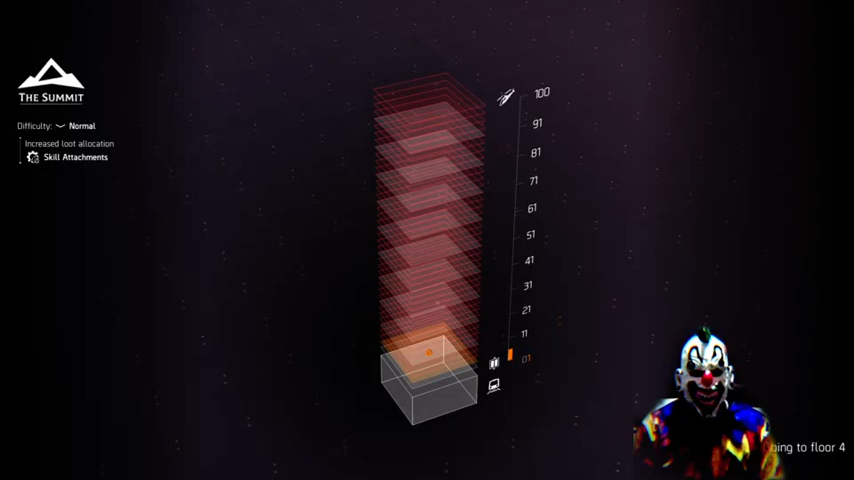 THE SUMMIT
Difficulty: Normal
Increased loot allocation
Skill Attachments
100
91
81
71
61
51
41
31
21
11
01
to floor 4